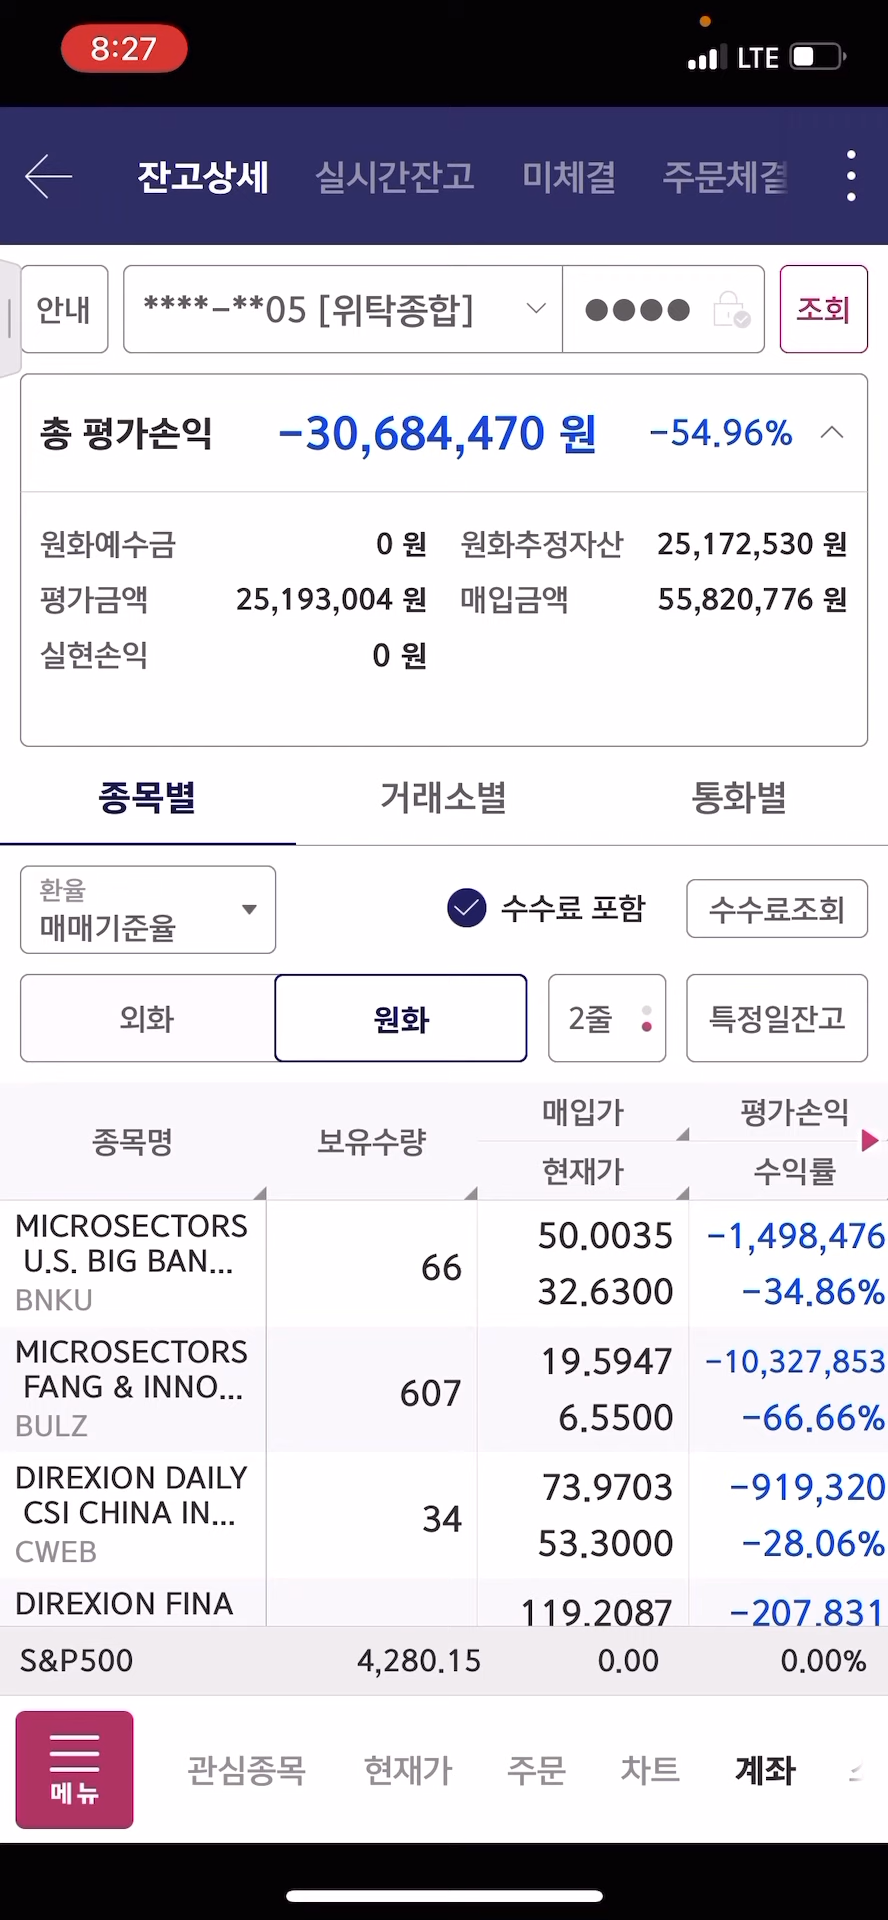 8:27
LTE
잔고상세 실시간잔고 미체결 주문체결
안내 ****-**05 [위탁종합] 조회
총 평가손익 -30,684,470 원 -54.96%
원화예수금 0 원 원화추정자산 25,172,530 원
평가금액 25,193,004 원 매입금액 55,820,776 원
실현손익 0 원
종목별 거래소별 통화별
환율
매매기준율
수수료 포함 수수료조회
외화 원화 2줄 특정일잔고
종목명 보유수량 매입가 평가손익
현재가 수익률
MICROSECTORS
U.S. BIG BAN...
BNKU
66
50.0035 -1,498,476
32.6300 -34.86%
MICROSECTORS
FANG & INNO...
BULZ
607
19.5947 -10,327,853
6.5500 -66.66%
DIREXION DAILY
CSI CHINA IN...
CWEB
34
73.9703 -919,320
53.3000 -28.06%
DIREXION FINA
119.2087 -207,831
S&P500 4,280.15 0.00 0.00%
메뉴
관심종목 현재가 주문 차트 계좌